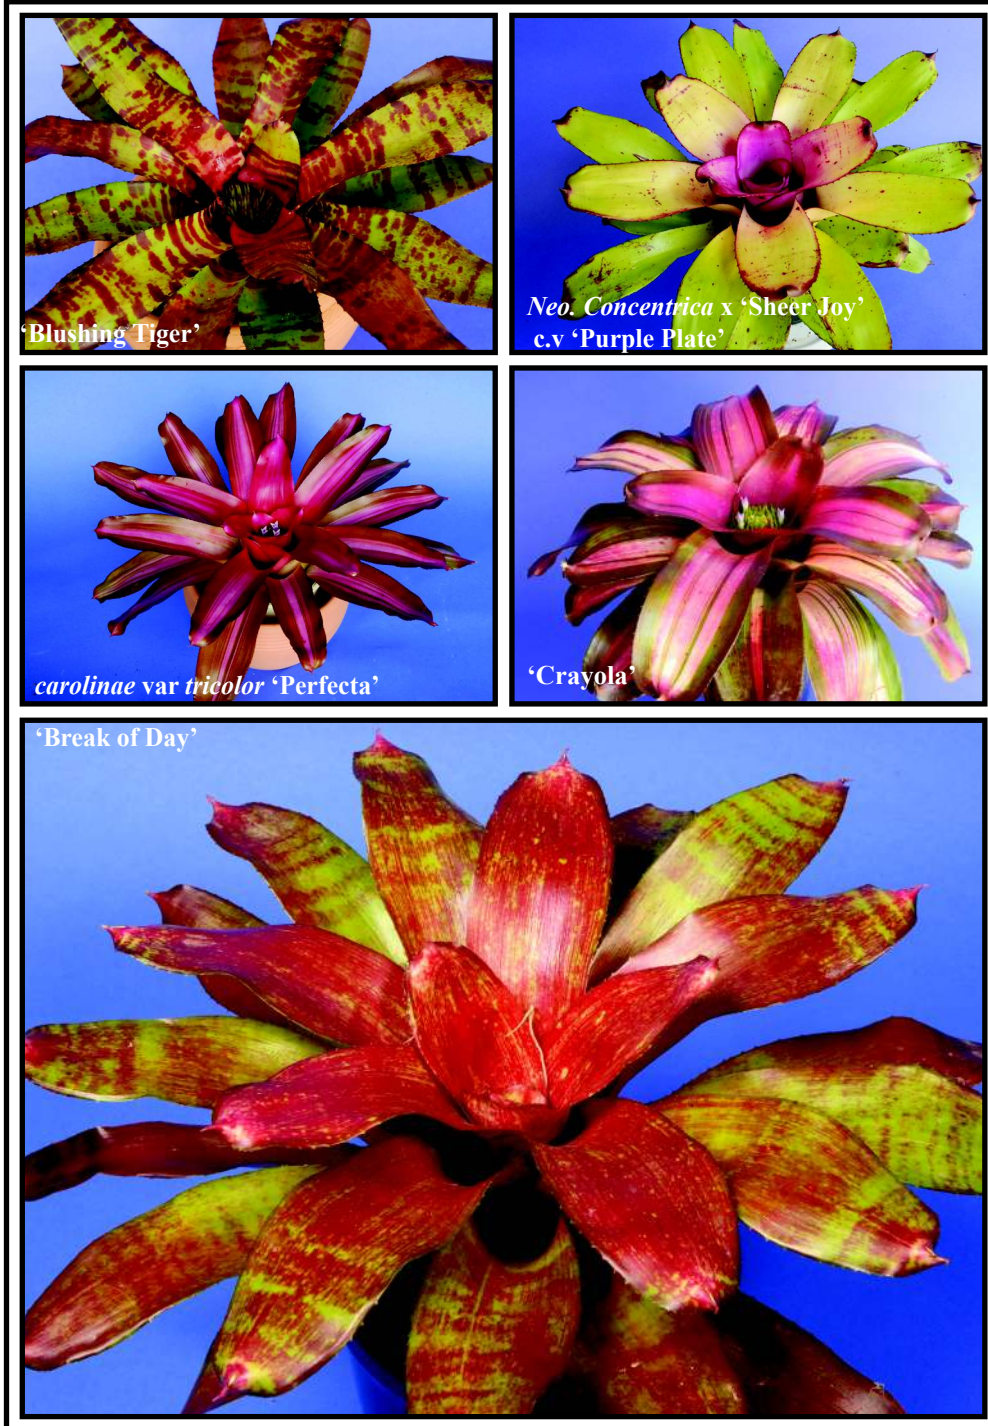 ‘Blushing Tiger’
Neo. Concentrica x ‘Sheer Joy’
c.v ‘Purple Plate’
carolinae var tricolor ‘Perfecta’
‘Crayola’
‘Break of Day’